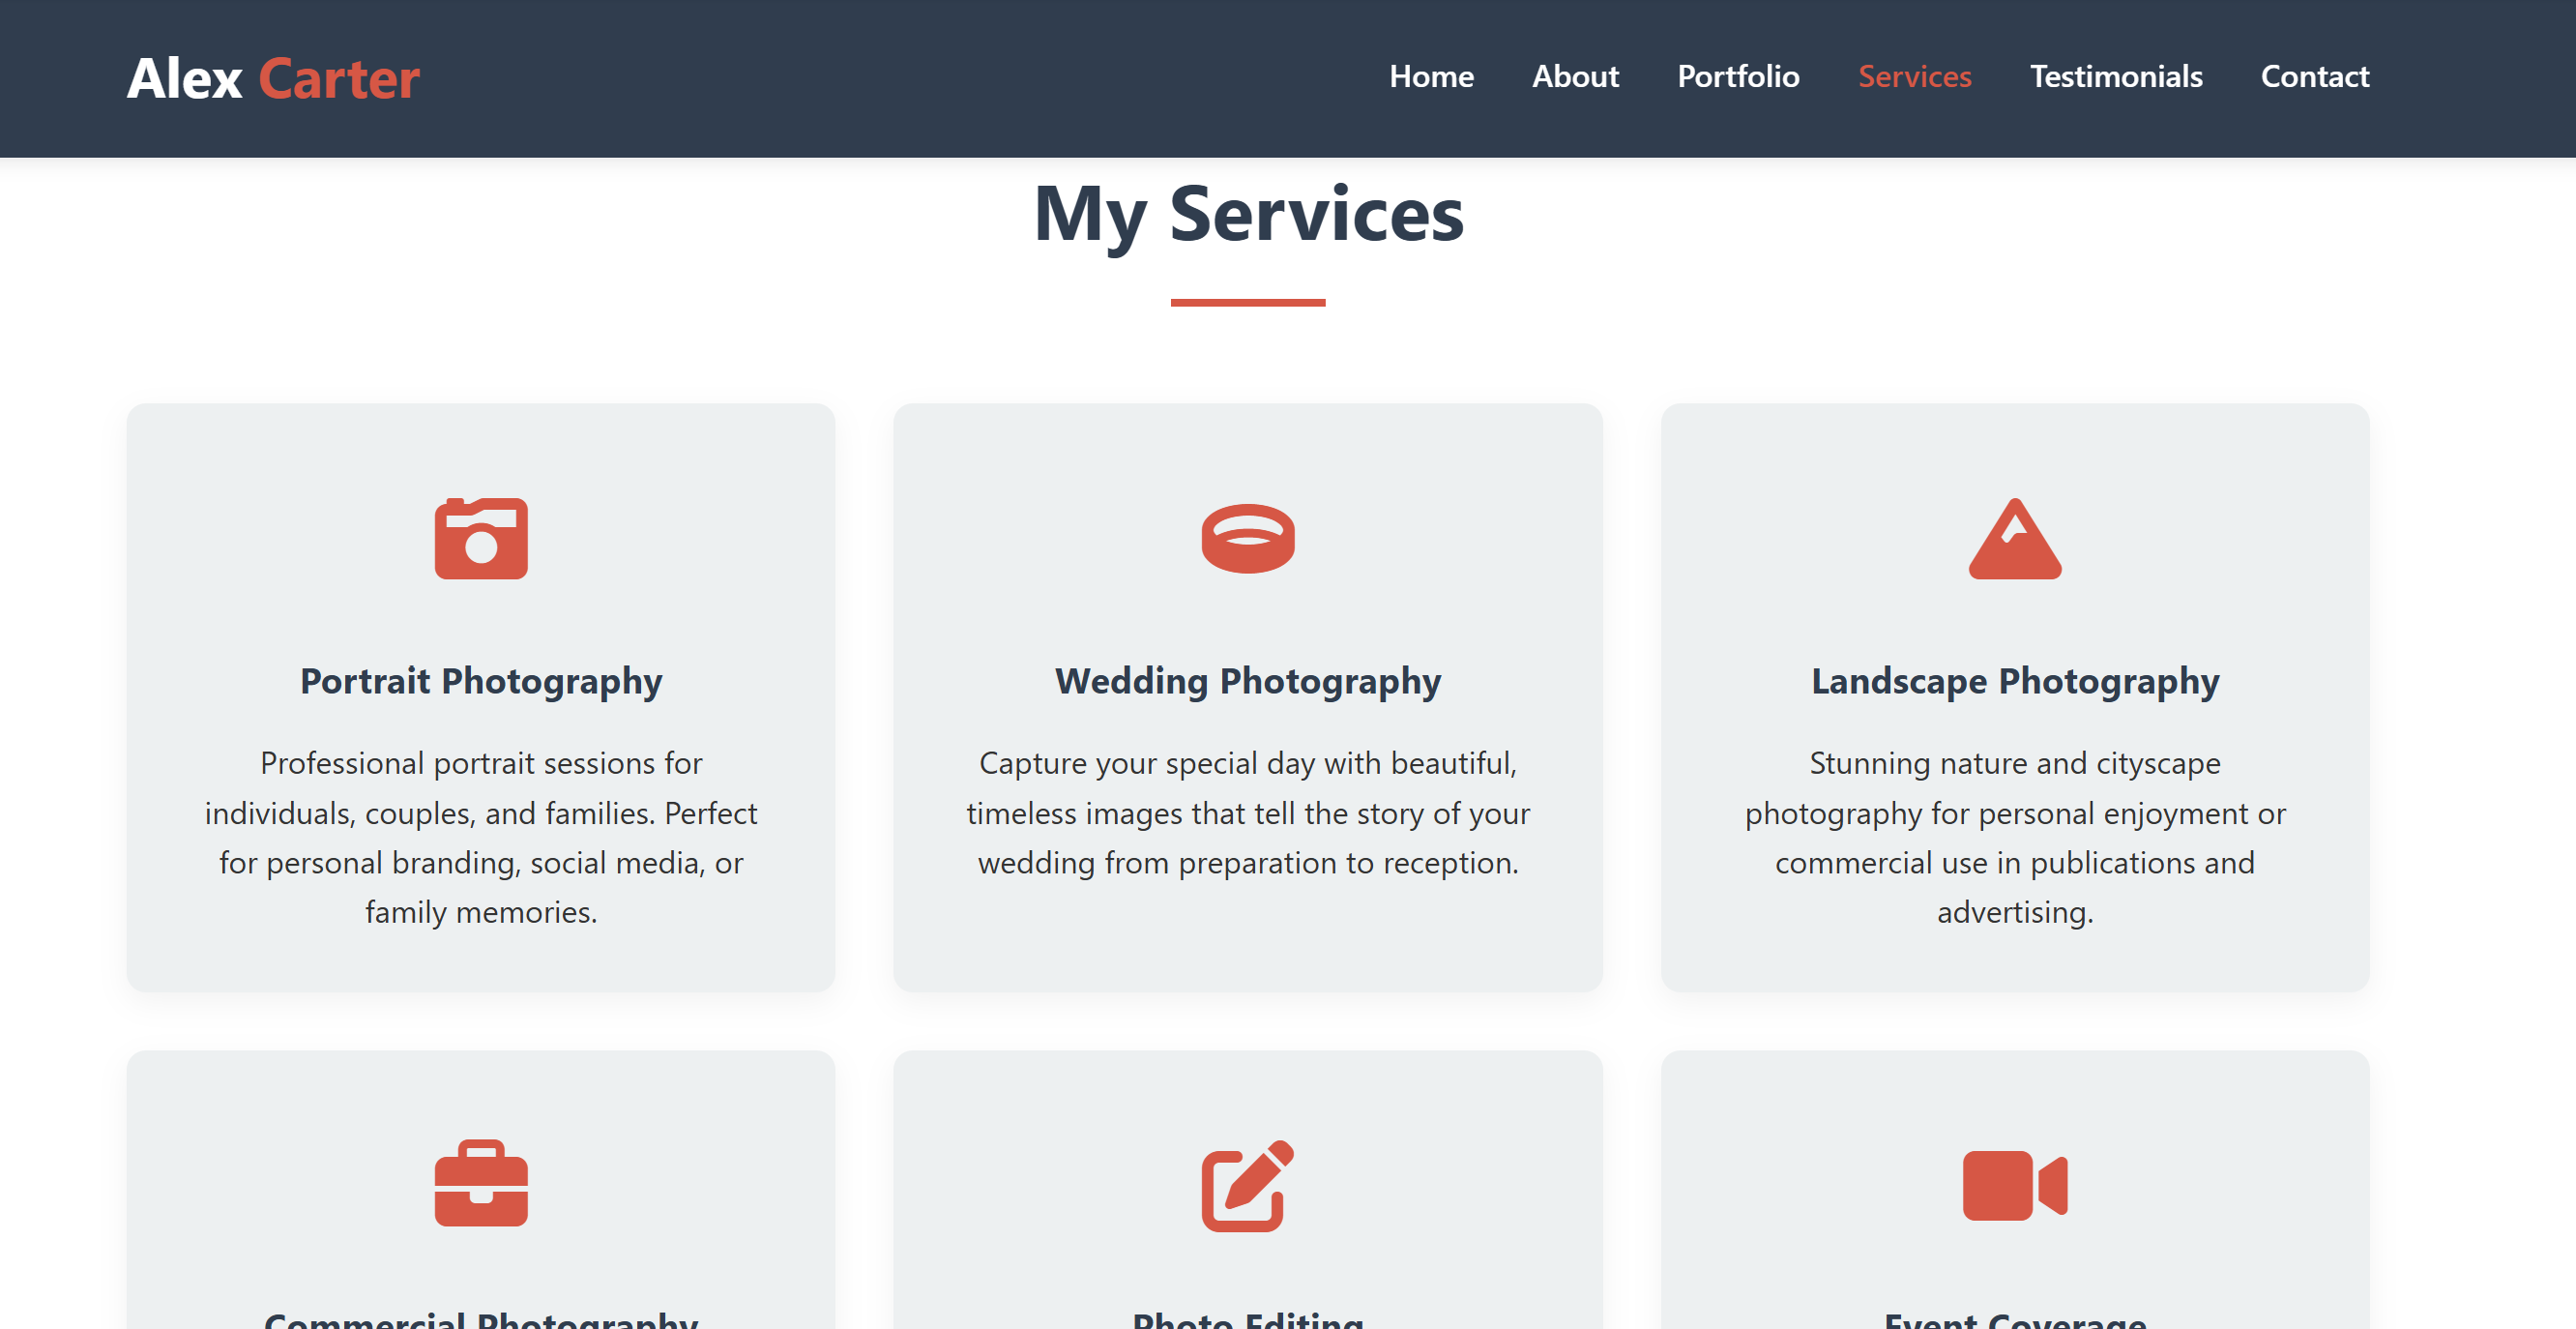 Alex Carter
Home About Portfolio Services Testimonials Contact
My Services
Portrait Photography
Professional portrait sessions for
individuals, couples, and families. Perfect
for personal branding, social media, or
family memories.
Wedding Photography
Capture your special day with beautiful,
timeless images that tell the story of your
wedding from preparation to reception.
Landscape Photography
Stunning nature and cityscape
photography for personal enjoyment or
commercial use in publications and
advertising.
Commercial Photography
Photo Editing
Event Coverage